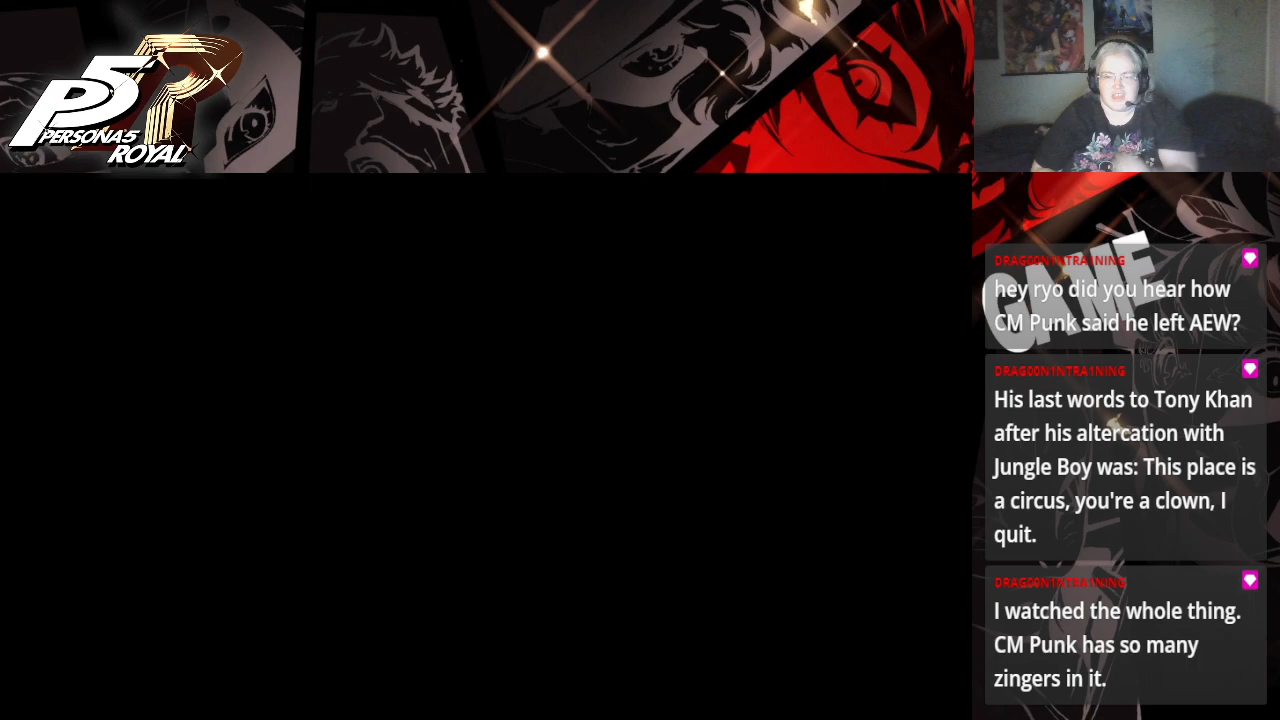 P5R
PERSONA5
ROYAL
GAME
DRAG00N1NTRA1NING
hey ryo did you hear how
CM Punk said he left AEW?
DRAG00N1NTRA1NING
His last words to Tony Khan
after his altercation with
Jungle Boy was: This place is
a circus, you're a clown, I
quit.
DRAG00N1NTRA1NING
I watched the whole thing.
CM Punk has so many
zingers in it.